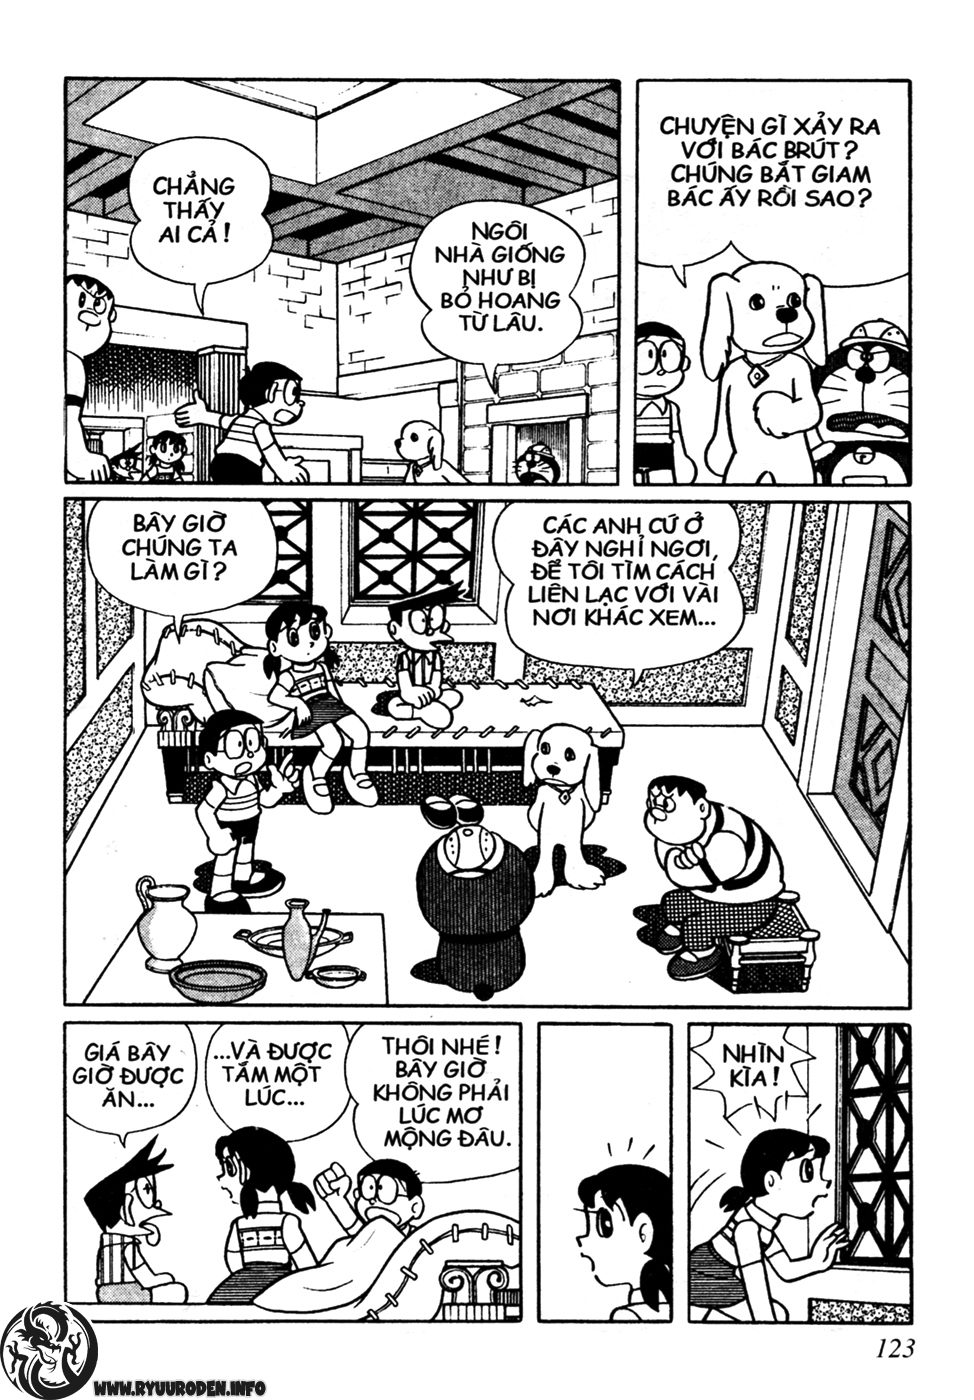 CHẲNG
THẤY
AI CẢ!
NGÔI
NHÀ GIỐNG
NHƯ BỊ
BỎ HOANG
TỪ LÂU.
CHUYỆN GÌ XẢY RA
VỚI BÁC BRÚT?
CHÚNG BẮT GIAM
BÁC ẤY RỒI SAO?
BÂY GIỜ
CHÚNG TA
LÀM GÌ?
CÁC ANH CỨ Ở
ĐÂY NGHỈ NGƠI,
ĐỂ TÔI TÌM CÁCH
LIÊN LẠC VỚI VÀI
NƠI KHÁC XEM...
GIÁ BÂY
GIỜ ĐƯỢC
ĂN...
...VÀ ĐƯỢC
TẮM MỘT
LÚC...
THÔI NHÉ!
BÂY GIỜ
KHÔNG PHẢI
LÚC MƠ
MỘNG ĐÂU.
NHÌN
KÌA!
123
WWW.RYUURODEN.INFO